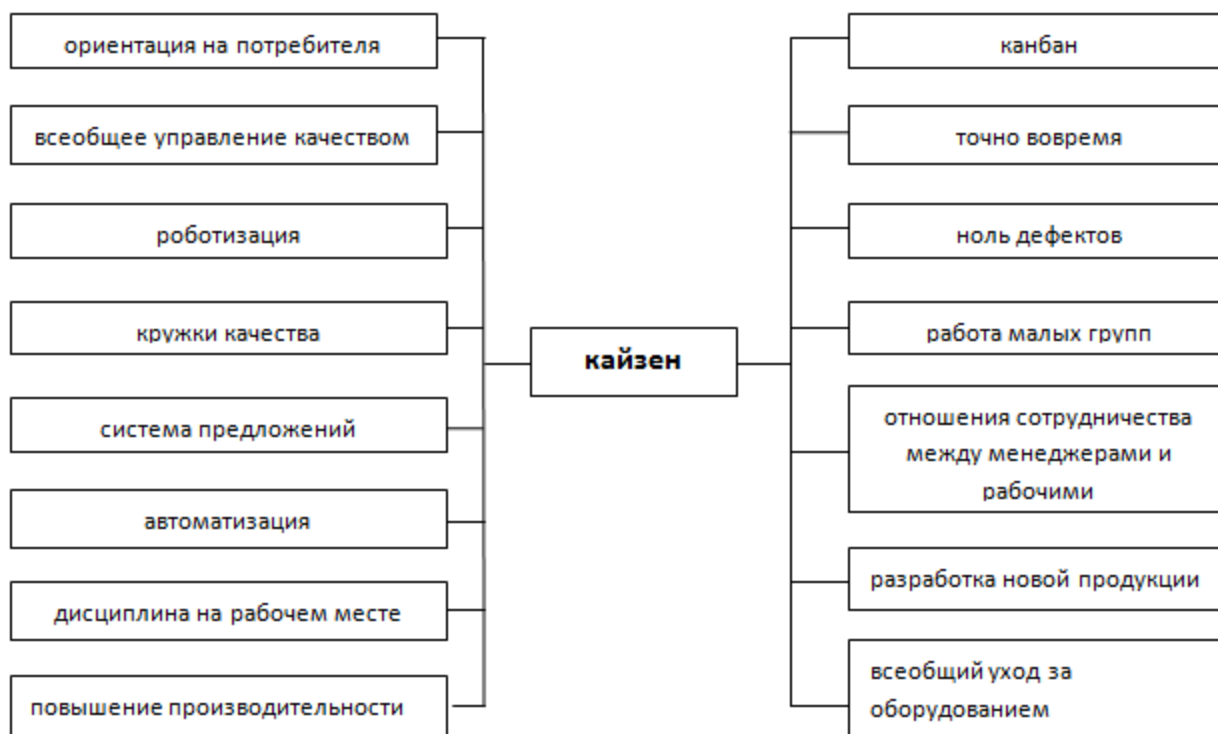 ориентация на потребителя
всеобщее управление качеством
роботизация
кружки качества
система предложений
автоматизация
дисциплина на рабочем месте
повышение производительности
кайзен
канбан
точно вовремя
ноль дефектов
работа малых групп
отношения сотрудничества
между менеджерами и
рабочими
разработка новой продукции
всеобщий уход за
оборудованием